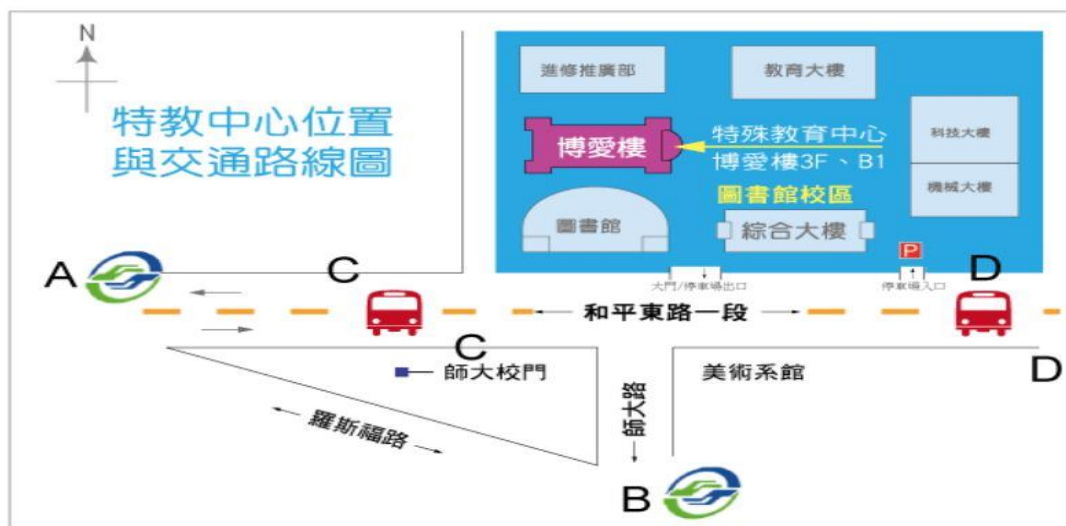 N
特教中心位置
與交通路線圖
進修推廣部
教育大樓
博愛樓
特殊教育中心
博愛樓3F、B1
科技大樓
機械大樓
圖書館校區
圖書館
綜合大樓
P
A
C
D
大門/停車場出口
停車場入口
和平東路一段
C
D
師大校門
美術系館
師大路
羅斯福路
B